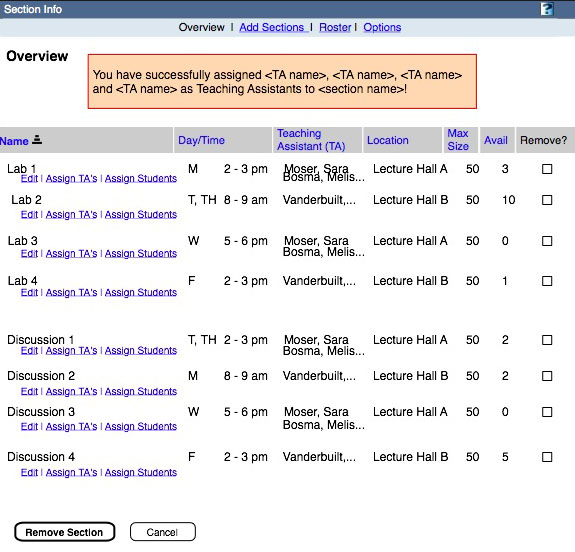 Section Info ?
Overview | Add Sections | Roster | Options
Overview
You have successfully assigned <TA name>, <TA name>, <TA name>
and <TA name> as Teaching Assistants to <section name>!
Name Day/Time Teaching Assistant (TA) Location Max Size Avail Remove?
Lab 1 M 2 - 3 pm Moser, Sara Lecture Hall A 50 3
Edit | Assign TA's | Assign Students Bosma, Melis...
Lab 2 T, TH 8 - 9 am Vanderbuilt,... Lecture Hall B 50 10
Edit | Assign TA's | Assign Students
Lab 3 W 5 - 6 pm Moser, Sara Lecture Hall A 50 0
Edit | Assign TA's | Assign Students Bosma, Melis...
Lab 4 F 2 - 3 pm Vanderbuilt,... Lecture Hall B 50 1
Edit | Assign TA's | Assign Students
Discussion 1 T, TH 2 - 3 pm Moser, Sara Lecture Hall A 50 2
Edit | Assign TA's | Assign Students Bosma, Melis...
Discussion 2 M 8 - 9 am Vanderbuilt,... Lecture Hall B 50 2
Edit | Assign TA's | Assign Students
Discussion 3 W 5 - 6 pm Moser, Sara Lecture Hall A 50 0
Edit | Assign TA's | Assign Students Bosma, Melis...
Discussion 4 F 2 - 3 pm Vanderbuilt,... Lecture Hall B 50 5
Edit | Assign TA's | Assign Students
Remove Section Cancel